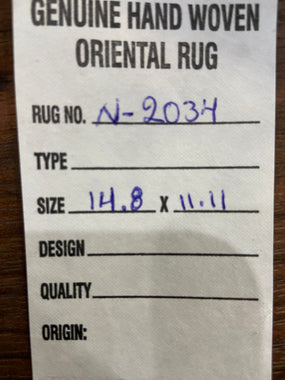 GENUINE HAND WOVEN
ORIENTAL RUG
RUG NO. N-2034
TYPE
SIZE 14.8 X 11.11
DESIGN
QUALITY
ORIGIN: